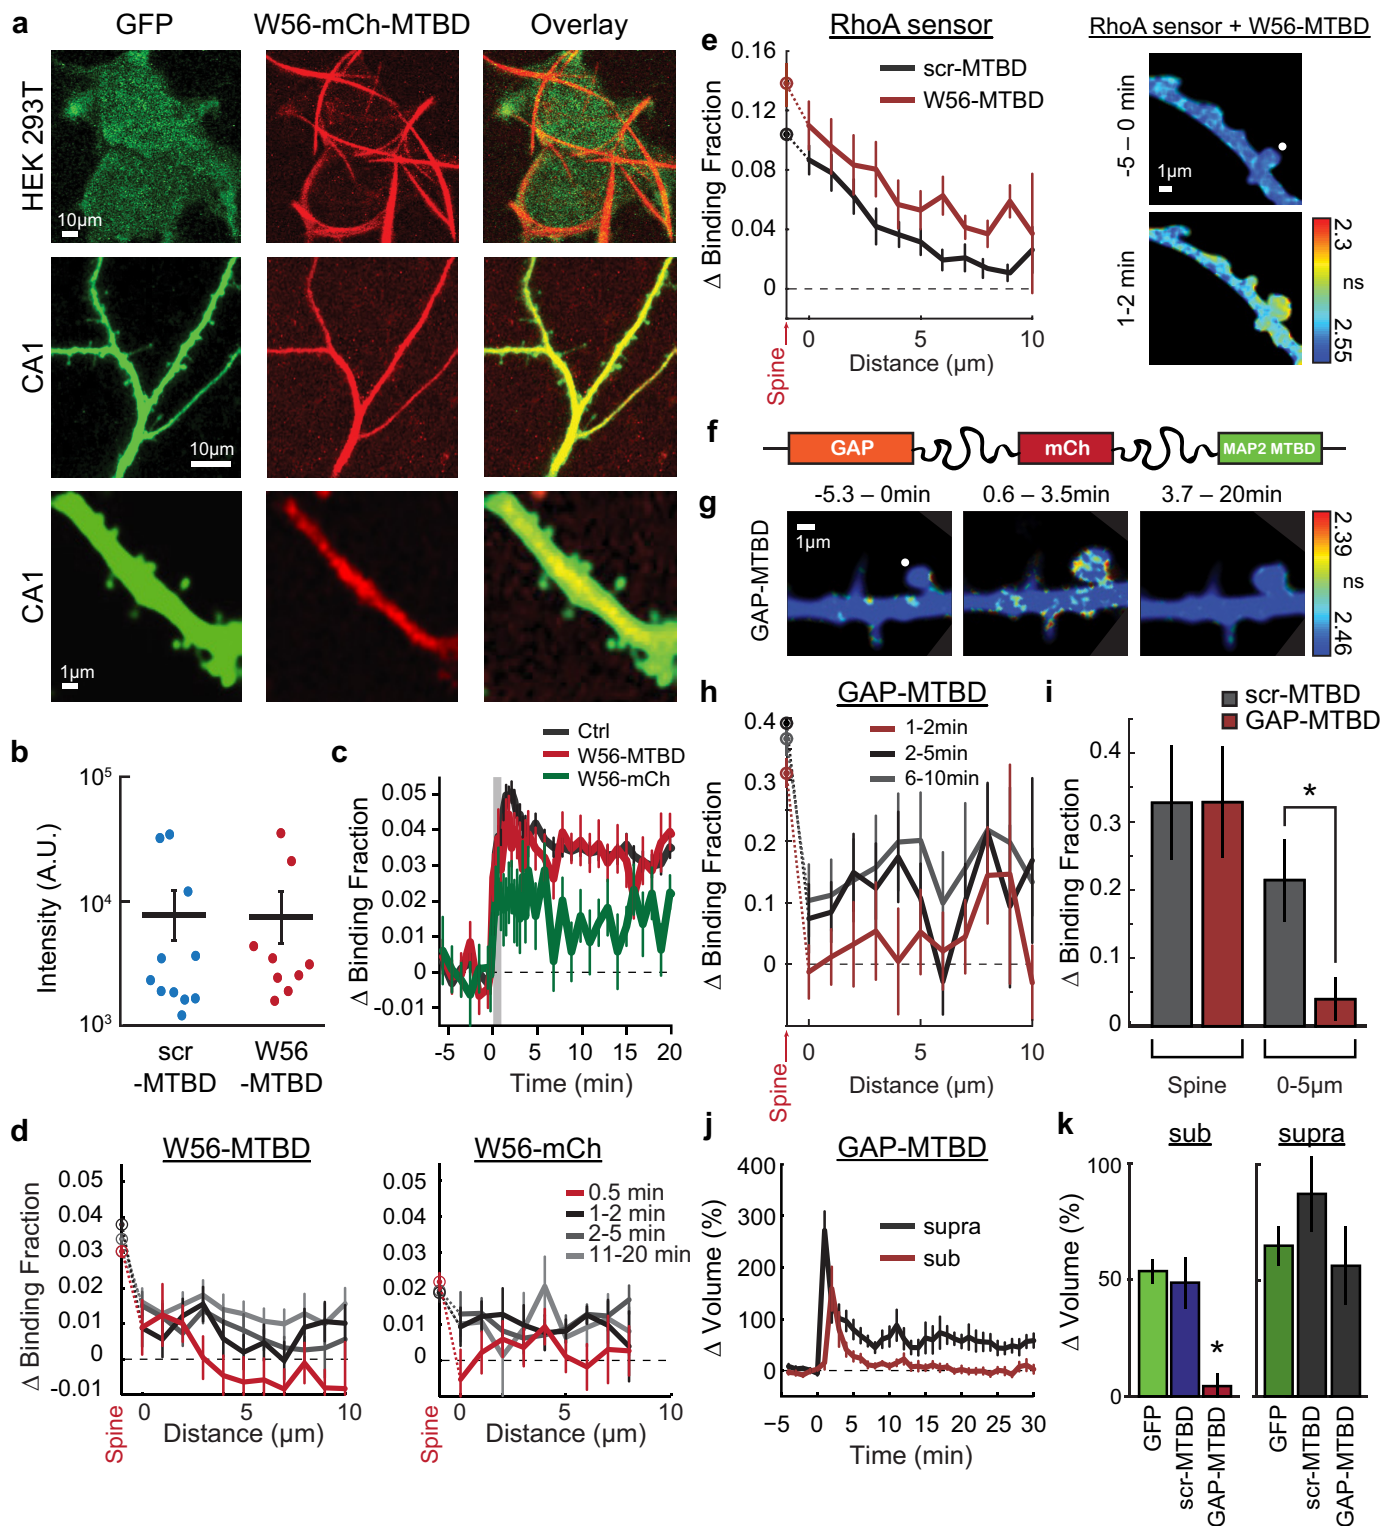 a
GFP
W56-mCh-MTBD
Overlay
HEK 293T
10µm
CA1
10µm
CA1
1µm
b
Intensity (A.U.)
10⁵
10⁴
10³
scr
-MTBD
W56
-MTBD
c
Ctrl
W56-MTBD
W56-mCh
Δ Binding Fraction
0.05
0.04
0.03
0.02
0.01
0
-0.01
-5
0
5
10
15
20
Time (min)
d
W56-MTBD
Δ Binding Fraction
0.05
0.04
0.03
0.02
0.01
0
-0.01
Spine
0
5
10
Distance (µm)
W56-mCh
0.5 min
1-2 min
2-5 min
11-20 min
0.05
0.04
0.03
0.02
0.01
0
-0.01
Spine
0
5
10
Distance (µm)
e
RhoA sensor
scr-MTBD
W56-MTBD
Δ Binding Fraction
0.16
0.12
0.08
0.04
0
Spine
0
5
10
Distance (µm)
RhoA sensor + W56-MTBD
-5 – 0 min
1µm
1-2 min
2.3
ns
2.55
f
GAP
mCh
MAP2 MTBD
g
-5.3 – 0min
0.6 – 3.5min
3.7 – 20min
GAP-MTBD
1µm
2.39
ns
2.46
h
GAP-MTBD
1-2min
2-5min
6-10min
Δ Binding Fraction
0.4
0.3
0.2
0.1
0
Spine
0
5
10
Distance (µm)
i
scr-MTBD
GAP-MTBD
Δ Binding Fraction
0.4
0.3
0.2
0.1
0
*
Spine
0-5µm
j
GAP-MTBD
supra
sub
Δ Volume (%)
400
300
200
100
0
−5
0
5
10
15
20
25
30
Time (min)
k
sub
supra
Δ Volume (%)
100
50
0
*
GFP
scr-MTBD
GAP-MTBD
GFP
scr-MTBD
GAP-MTBD